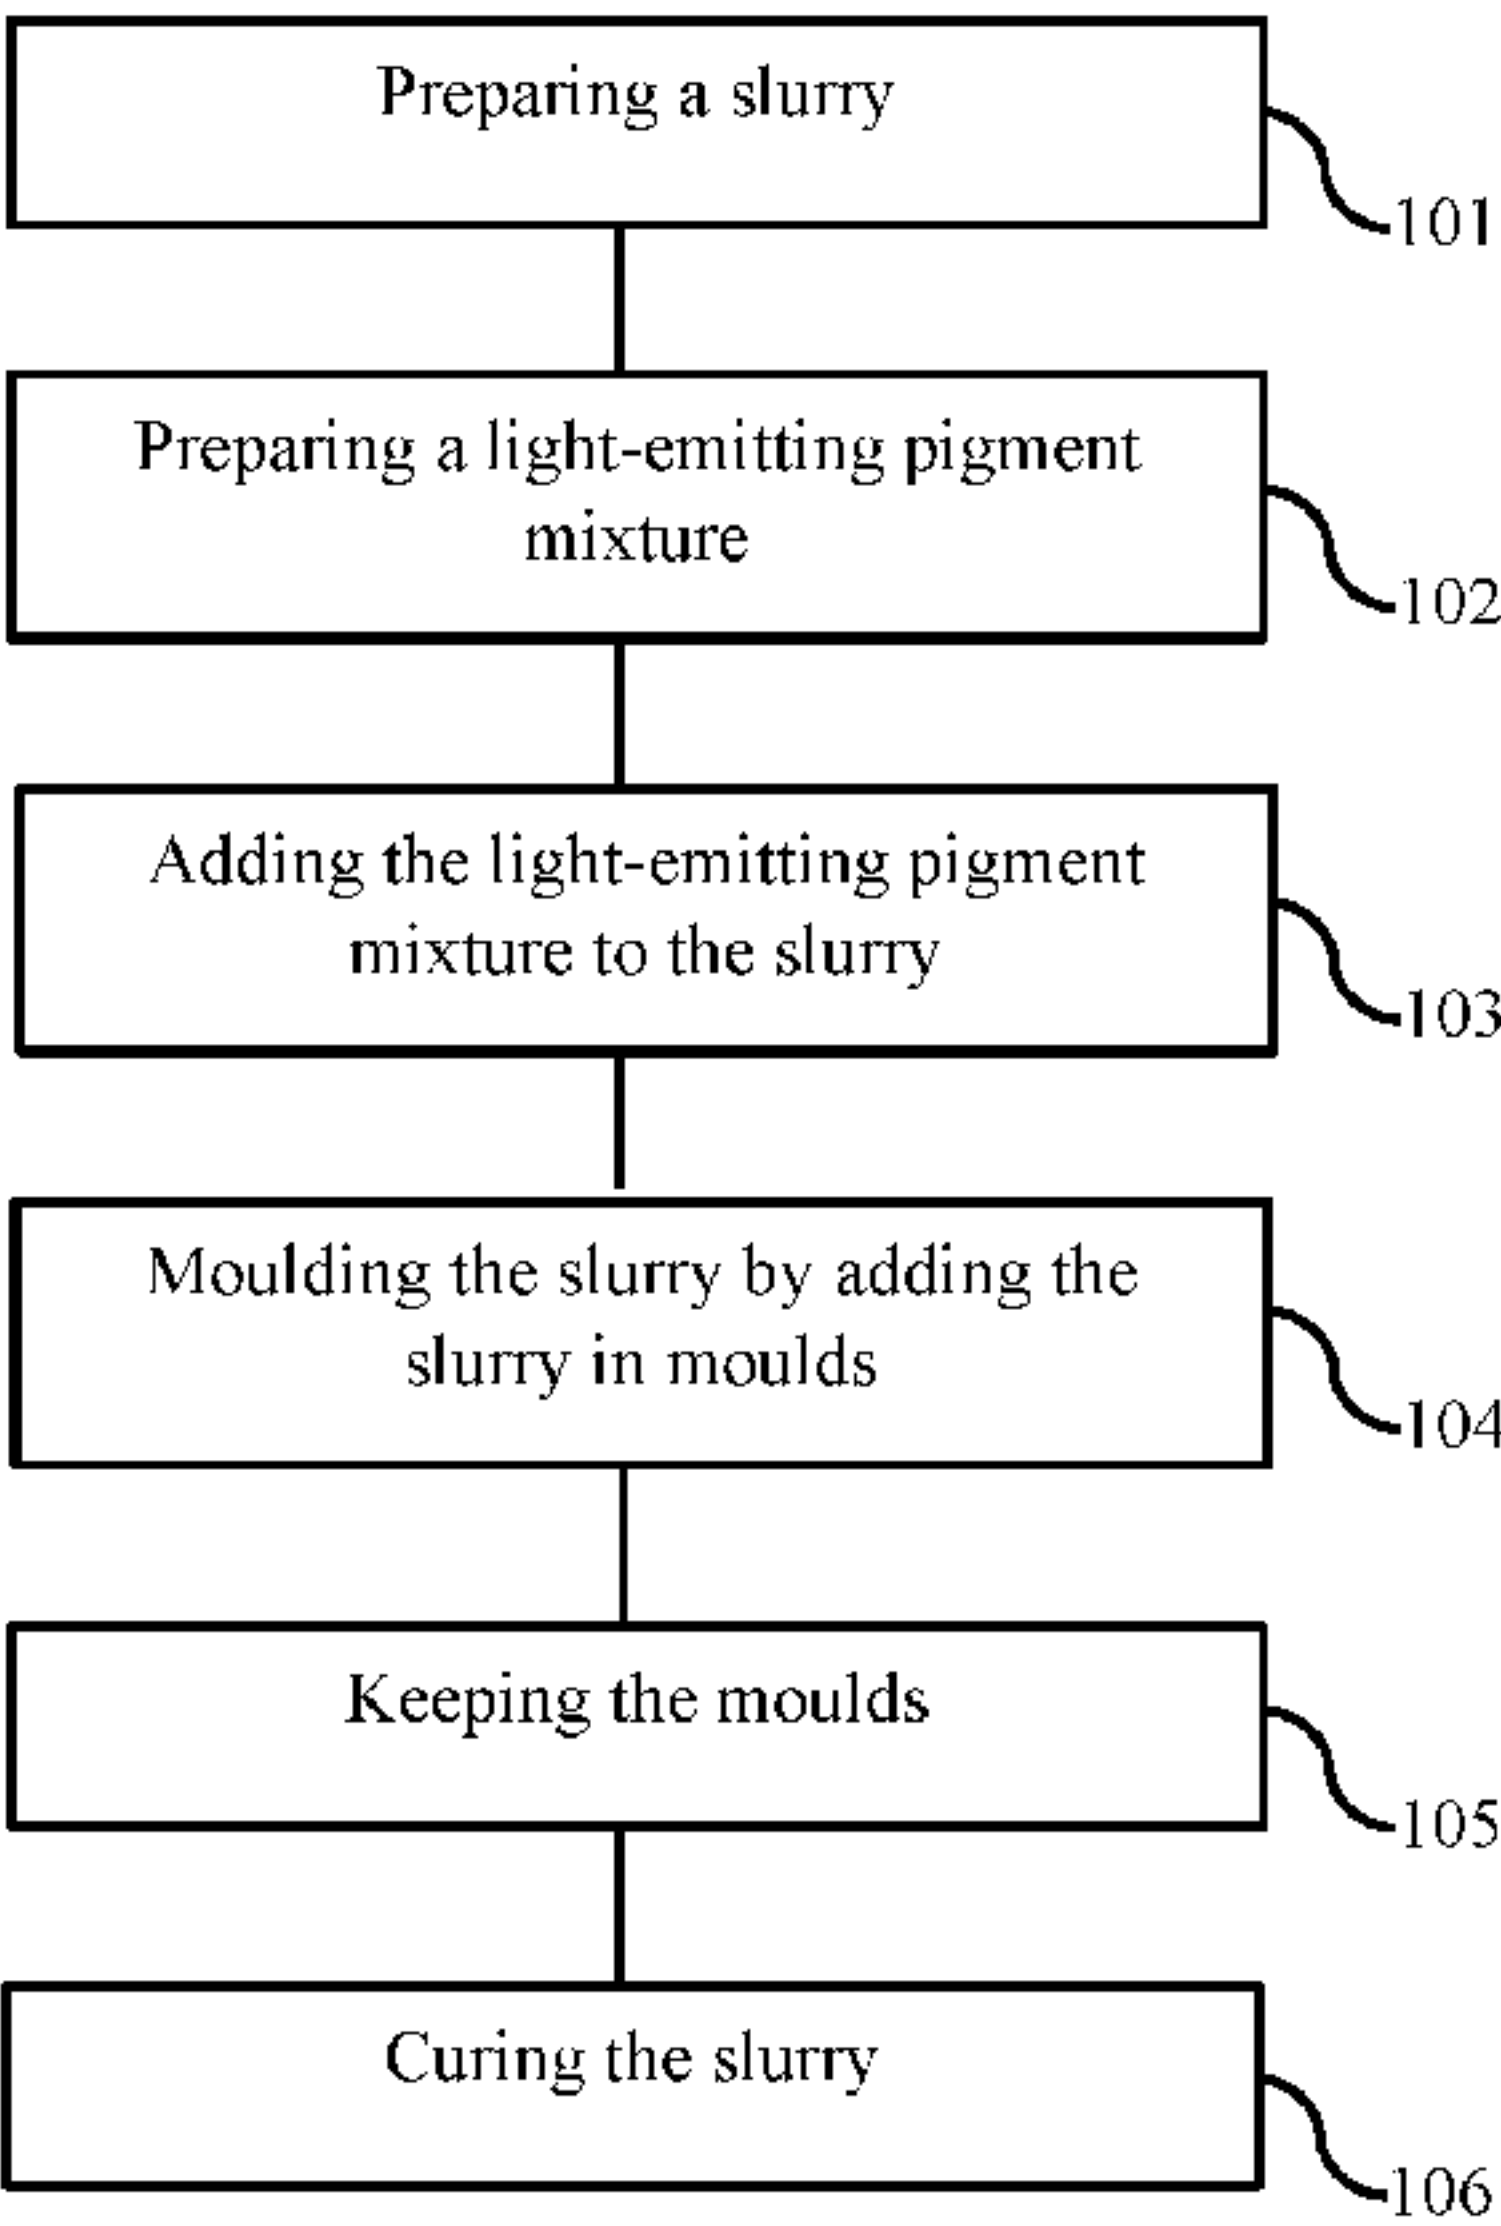 Preparing a slurry
101
Preparing a light-emitting pigment
mixture
102
Adding the light-emitting pigment
mixture to the slurry
103
Moulding the slurry by adding the
slurry in moulds
104
Keeping the moulds
105
Curing the slurry
106